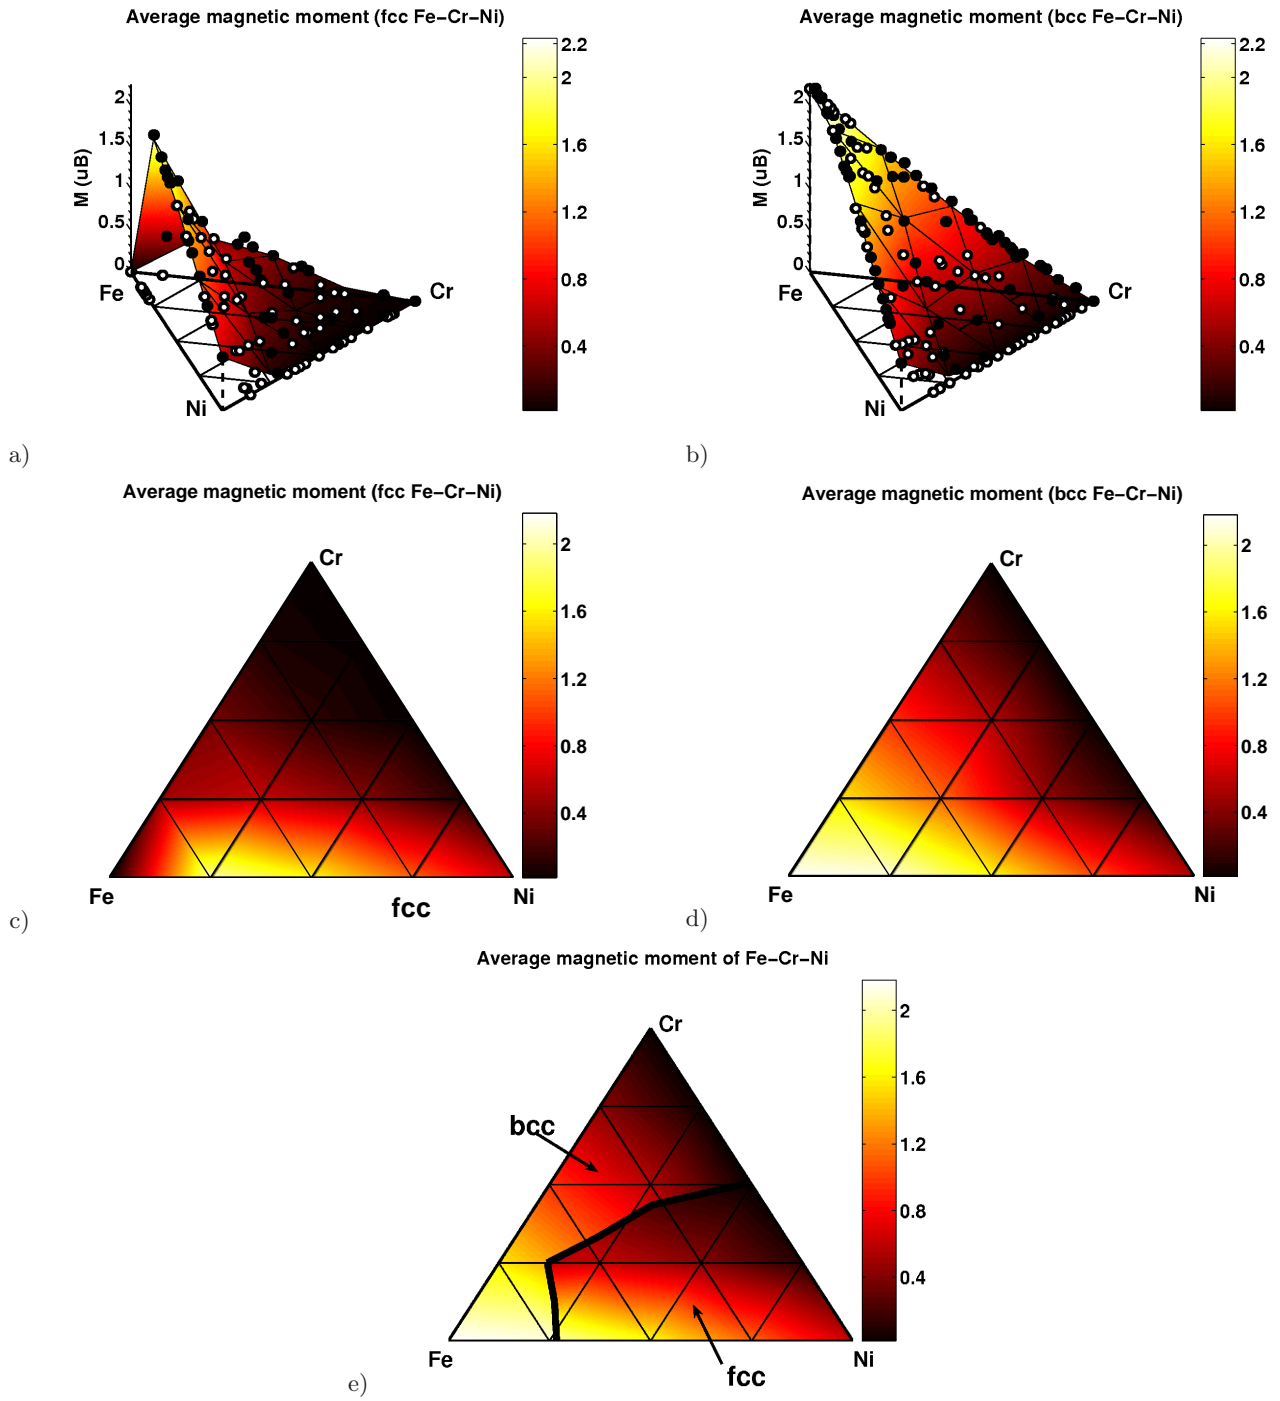 Average magnetic moment (fcc Fe−Cr−Ni)
2.2
2
1.6
1.2
0.8
0.4
M (uB)
2
1.5
1
0.5
0
Fe
Cr
Ni
a)
Average magnetic moment (bcc Fe−Cr−Ni)
2.2
2
1.6
1.2
0.8
0.4
M (uB)
2
1.5
1
0.5
0
Fe
Cr
Ni
b)
Average magnetic moment (fcc Fe−Cr−Ni)
Cr
2
1.6
1.2
0.8
0.4
Fe
Ni
fcc
c)
Average magnetic moment (bcc Fe−Cr−Ni)
Cr
2
1.6
1.2
0.8
0.4
Fe
Ni
d)
Average magnetic moment of Fe−Cr−Ni
Cr
2
1.6
1.2
0.8
0.4
bcc
Fe
Ni
fcc
e)